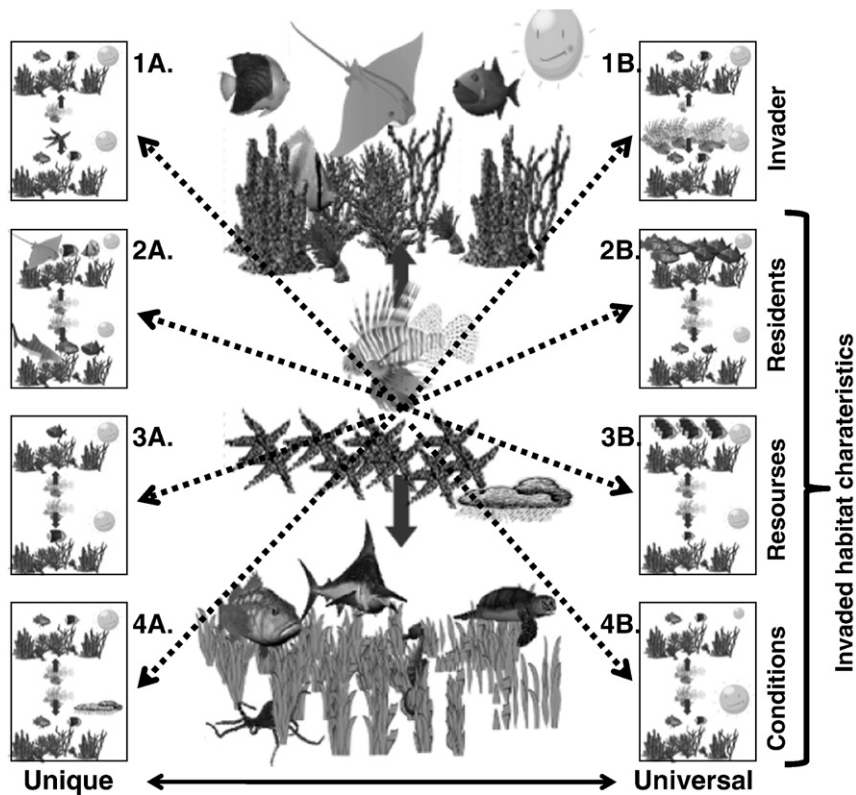 1A.
1B.
Invader
2A.
2B.
Residents
3A.
3B.
Resourses
4A.
4B.
Conditions
Invaded habitat charateristics
Unique
Universal